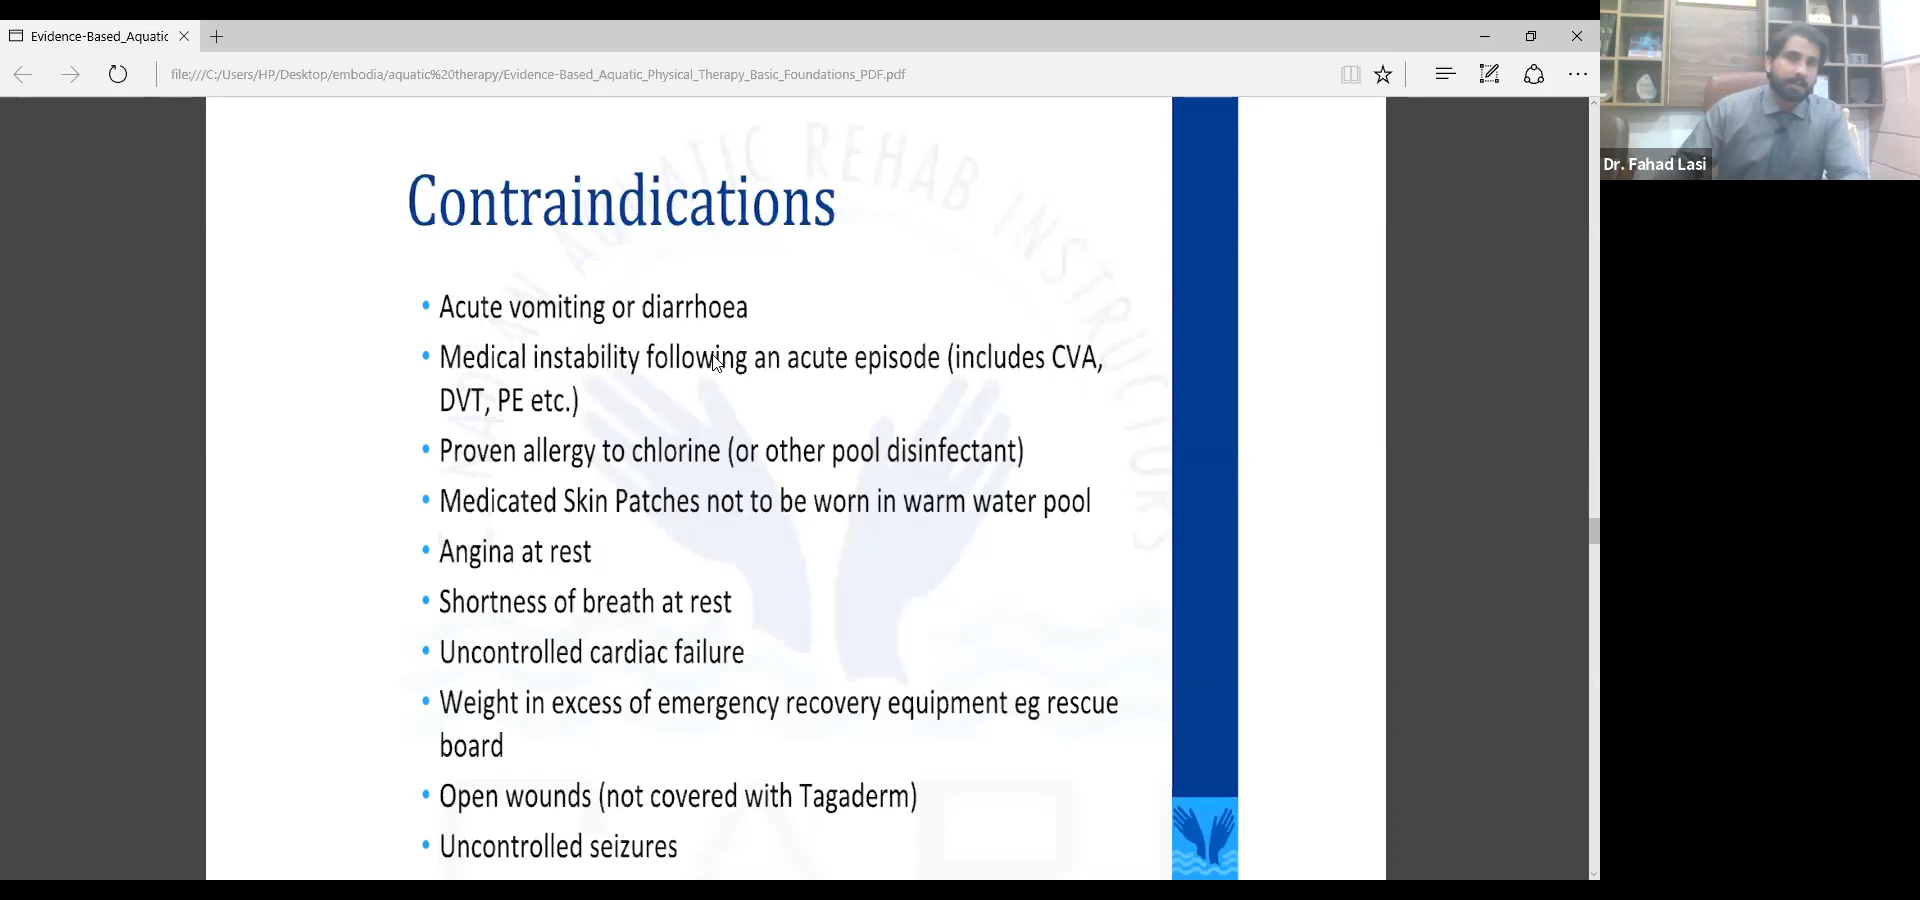 Evidence-Based_Aquatic
file:///C:/Users/HP/Desktop/embodia/aquatic%20therapy/Evidence-Based_Aquatic_Physical_Therapy_Basic_Foundations_PDF.pdf
Dr. Fahad Lasi
AQUATIC REHAB INSTRUCTORS
Contraindications
• Acute vomiting or diarrhoea
• Medical instability following an acute episode (includes CVA,
DVT, PE etc.)
• Proven allergy to chlorine (or other pool disinfectant)
• Medicated Skin Patches not to be worn in warm water pool
• Angina at rest
• Shortness of breath at rest
• Uncontrolled cardiac failure
• Weight in excess of emergency recovery equipment eg rescue
board
• Open wounds (not covered with Tagaderm)
• Uncontrolled seizures